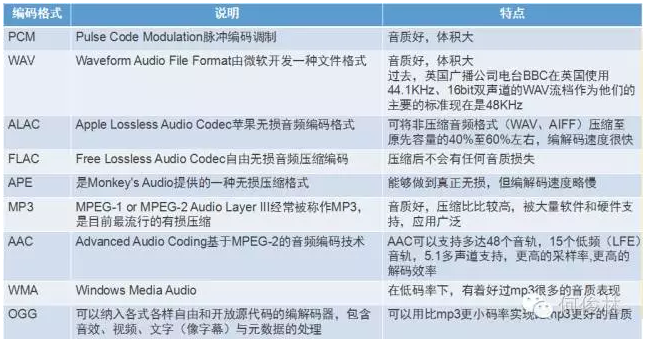 编码格式 说明 特点
PCM Pulse Code Modulation脉冲编码调制 音质好，体积大
WAV Waveform Audio File Format由微软开发一种文件格式 音质好，体积大
过去，英国广播公司电台BBC在英国使用
44.1KHz、16bit双声道的WAV流档作为他们的
主要的标准现在是48KHz
ALAC Apple Lossless Audio Codec苹果无损音频编码格式 可将非压缩音频格式（WAV、AIFF）压缩至
原先容量的40%至60%左右，编解码速度很快
FLAC Free Lossless Audio Codec自由无损音频压缩编码 压缩后不会有任何音质损失
APE 是Monkey's Audio提供的一种无损压缩格式 能够做到真正无损，但编解码速度略慢
MP3 MPEG-1 or MPEG-2 Audio Layer III经常被称作MP3，
是目前最流行的有损压缩 音质好，压缩比比较高，被大量软件和硬件支
持，应用广泛
AAC Advanced Audio Coding基于MPEG-2的音频编码技术 AAC可以支持多达48个音轨，15个低频（LFE）
音轨，5.1多声道支持，更高的采样率,更高的
解码效率
WMA Windows Media Audio 在低码率下，有着好过mp3很多的音质表现
OGG 可以纳入各式各样自由和开放源代码的编解码器，包含
音效、视频、文字（像字幕）与元数据的处理 可以用比mp3更小码率实现比mp3更好的音质
何俊林